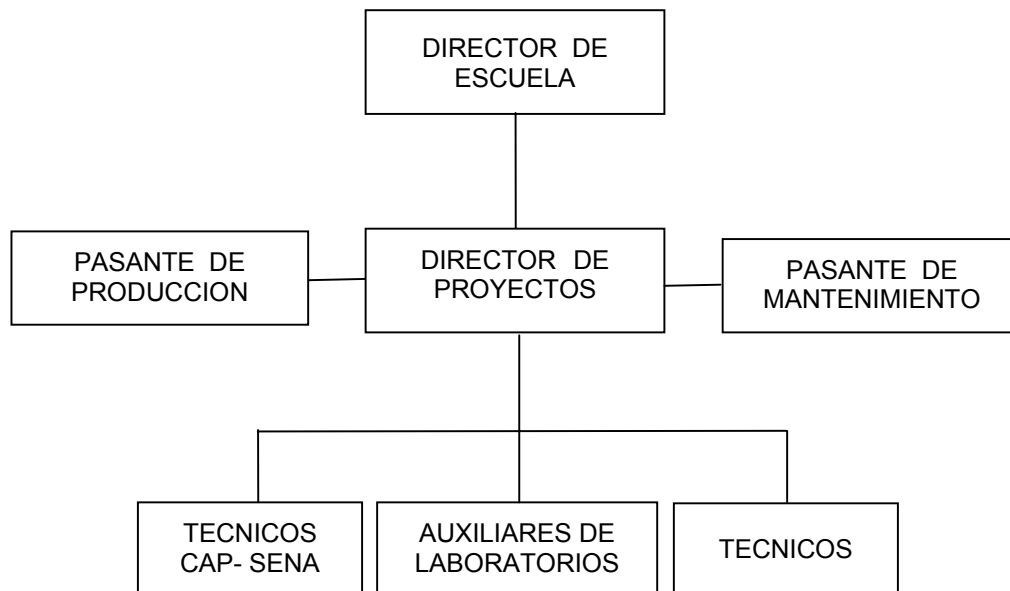 DIRECTOR DE
ESCUELA
PASANTE DE
PRODUCCION
DIRECTOR DE
PROYECTOS
PASANTE DE
MANTENIMIENTO
TECNICOS
CAP- SENA
AUXILIARES DE
LABORATORIOS
TECNICOS